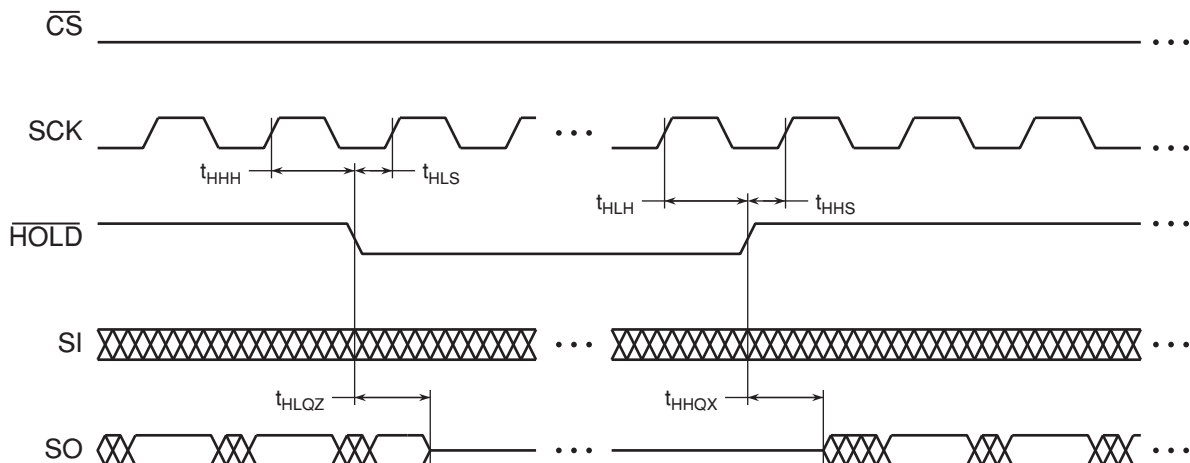 CS
SCK
tHHH
tHLS
tHLH
tHHS
HOLD
SI
tHLQZ
tHHQX
SO